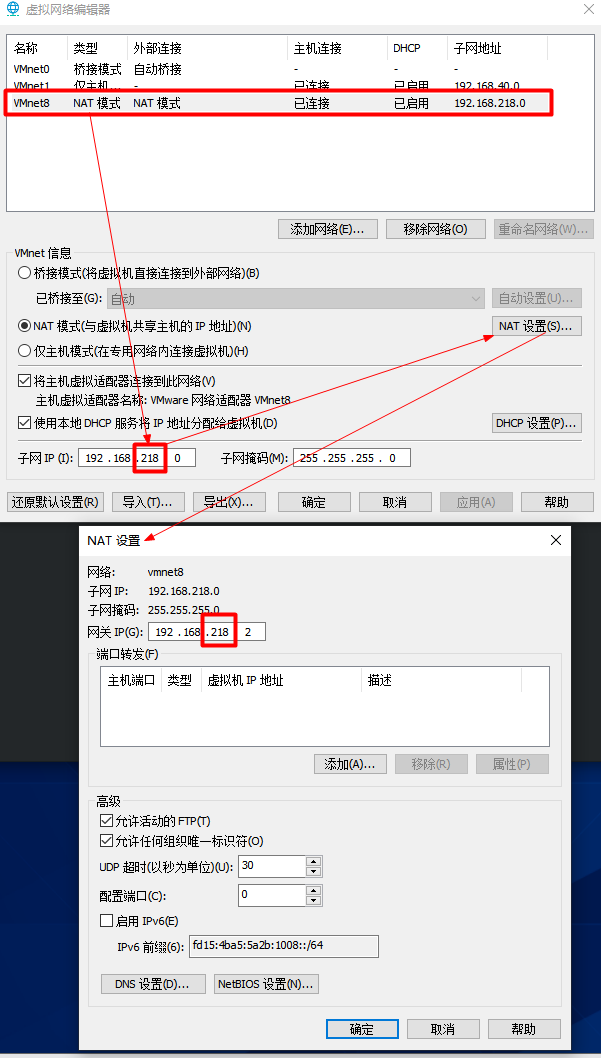 虚拟网络编辑器
名称 类型 外部连接 主机连接 DHCP 子网地址
VMnet0 桥接模式 自动桥接 - - -
VMnet1 仅主机... - 已连接 已启用 192.168.40.0
VMnet8 NAT 模式 NAT 模式 已连接 已启用 192.168.218.0
添加网络(E)... 移除网络(O) 重命名网络(W)...
VMnet 信息
桥接模式(将虚拟机直接连接到外部网络)(B)
已桥接至(G): 自动 自动设置(U)...
NAT 模式(与虚拟机共享主机的 IP 地址)(N) NAT 设置(S)...
仅主机模式(在专用网络内连接虚拟机)(H)
将主机虚拟适配器连接到此网络(V)
主机虚拟适配器名称: VMware 网络适配器 VMnet8
使用本地 DHCP 服务将 IP 地址分配给虚拟机(D) DHCP 设置(P)...
子网 IP (I): 192 . 168 . 218 . 0 子网掩码(M): 255 . 255 . 255 . 0
还原默认设置(R) 导入(T)... 导出(X)... 确定 取消 应用(A) 帮助
NAT 设置
网络: vmnet8
子网 IP: 192.168.218.0
子网掩码: 255.255.255.0
网关 IP(G): 192 . 168 . 218 . 2
端口转发(F)
主机端口 类型 虚拟机 IP 地址 描述
添加(A)... 移除(R) 属性(P)
高级
允许活动的 FTP(T)
允许任何组织唯一标识符(O)
UDP 超时(以秒为单位)(U): 30
配置端口(C): 0
启用 IPv6(E)
IPv6 前缀(6): fd15:4ba5:5a2b:1008::/64
DNS 设置(D)... NetBIOS 设置(N)...
确定 取消 帮助